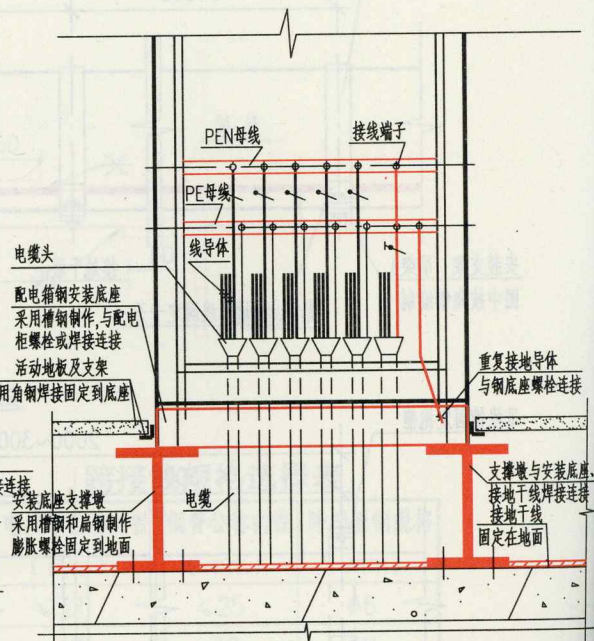 PEN母线
接线端子
PE母线
线导体
电缆头
配电箱钢安装底座
采用槽钢制作,与配电
柜螺栓或焊接连接
活动地板及支架
用角钢焊接固定到底座
重复接地导体
与钢底座螺栓连接
连接
安装底座支撑墩
采用槽钢和扁钢制作
膨胀螺栓固定到地面
电缆
支撑墩与安装底座、
接地干线焊接连接
接地干线
固定在地面